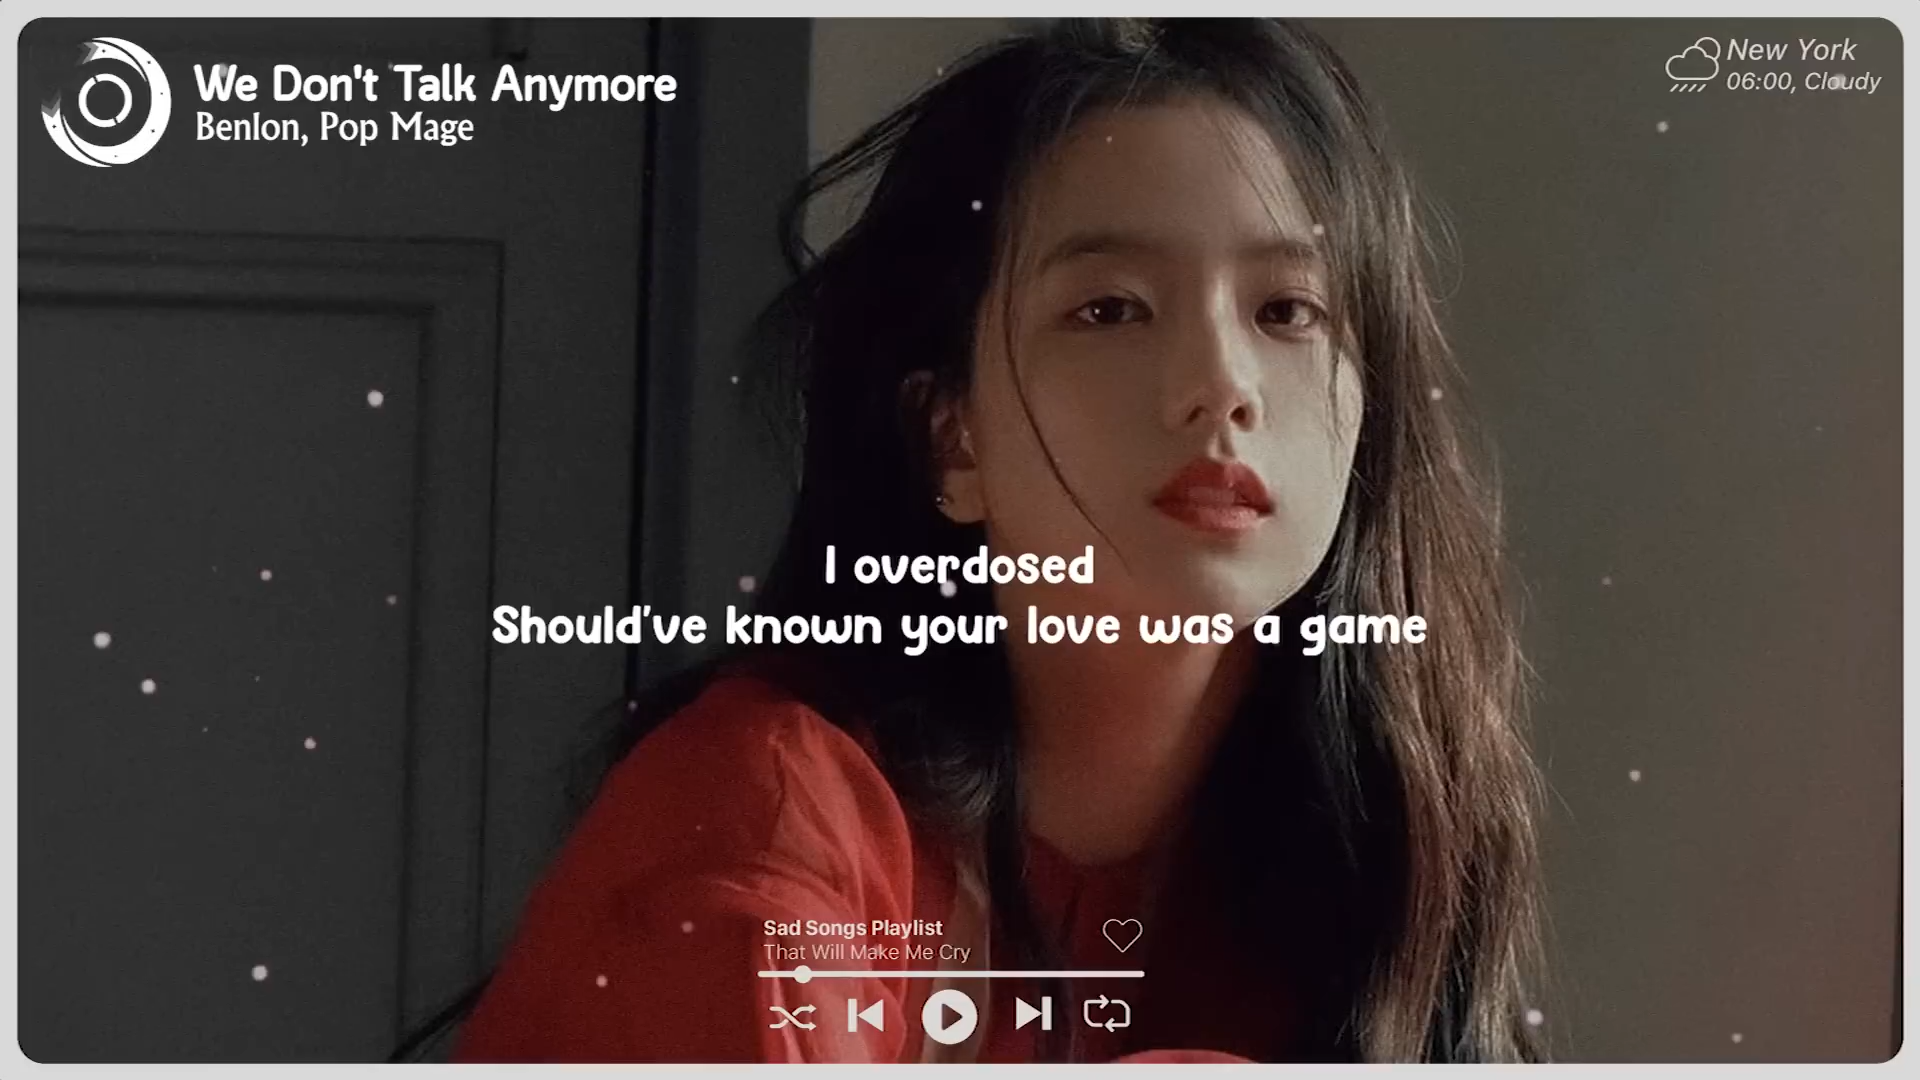 We Don't Talk Anymore
Benlon, Pop Mage
New York
06:00, Cloudy
I overdosed
Should've known your love was a game
Sad Songs Playlist
That Will Make Me Cry